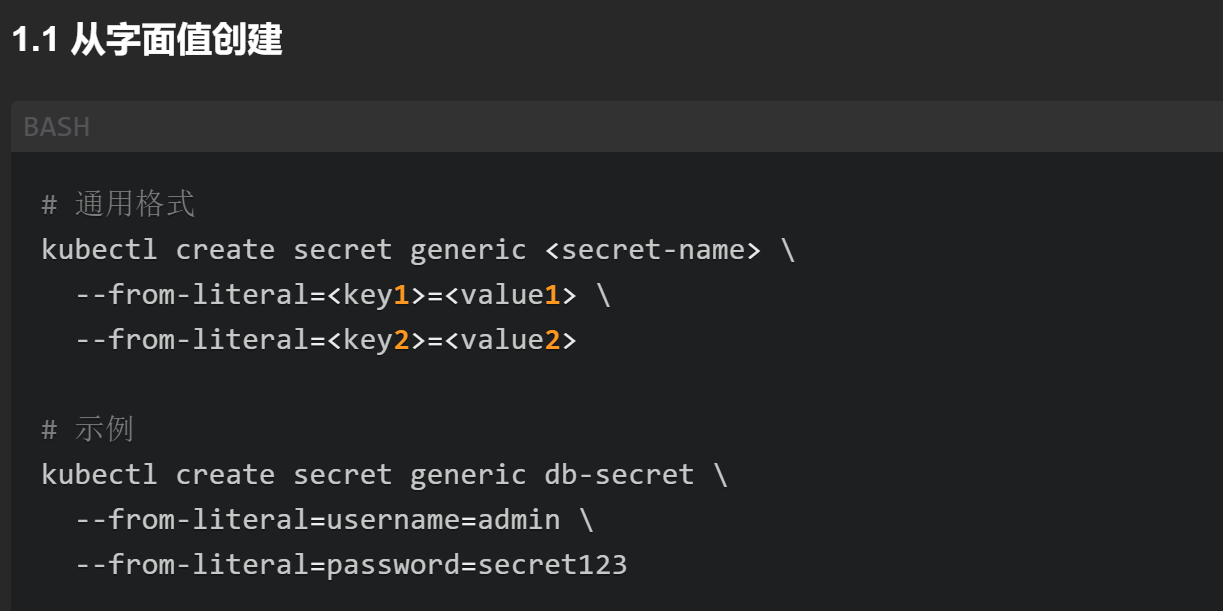 1.1 从字面值创建
BASH
# 通用格式
kubectl create secret generic <secret-name> \
  --from-literal=<key1>=<value1> \
  --from-literal=<key2>=<value2>
# 示例
kubectl create secret generic db-secret \
  --from-literal=username=admin \
  --from-literal=password=secret123